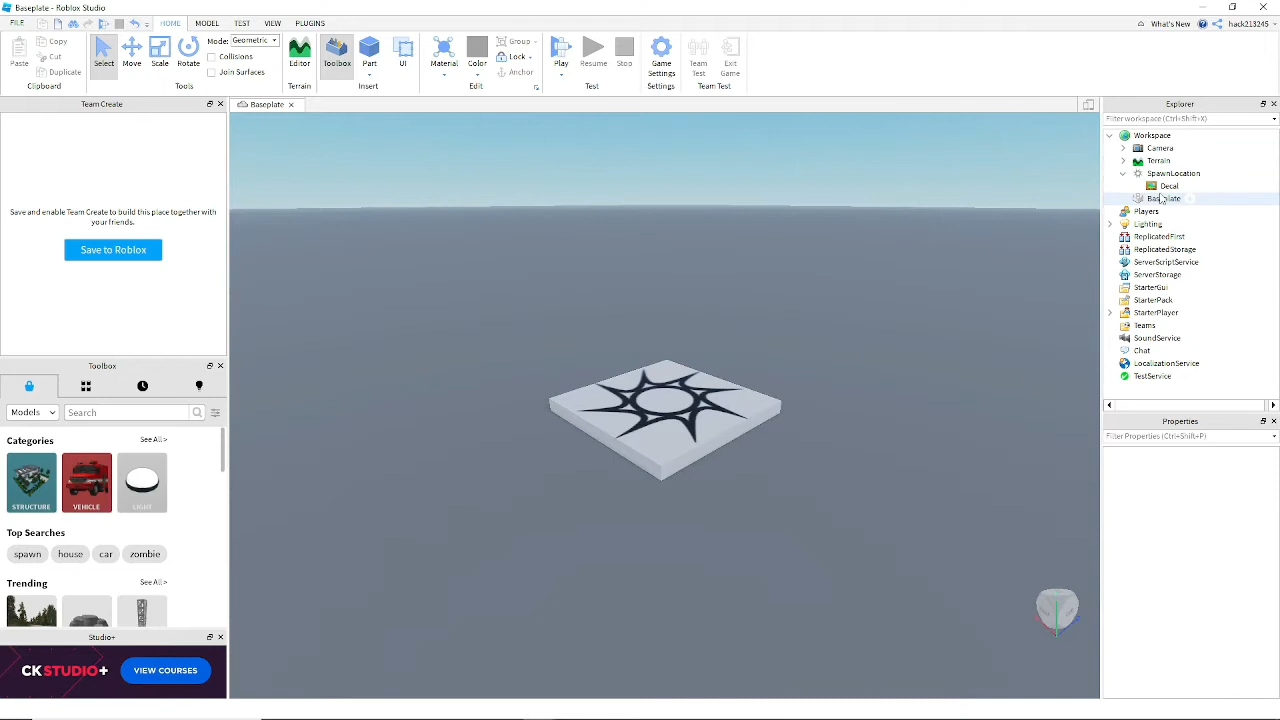 Baseplate - Roblox Studio
FILE HOME MODEL TEST VIEW PLUGINS What's New hack213245
Paste Copy Cut Duplicate Clipboard
Select Move Scale Rotate Mode: Geometric Collisions Join Surfaces Tools
Editor Terrain
Toolbox Part UI Insert
Material Color Group Lock Anchor Edit
Play Resume Stop Test
Game Settings Settings
Team Test Exit Game Team Test
Team Create
Save and enable Team Create to build this place together with
your friends.
Save to Roblox
Toolbox
Models Search
Categories See All >
STRUCTURE VEHICLE LIGHT
Top Searches
spawn house car zombie
Trending See All >
Studio+
CKSTUDIO+ VIEW COURSES
Baseplate
Explorer
Filter workspace (Ctrl+Shift+X)
Workspace
Camera
Terrain
SpawnLocation
Decal
Baseplate
Players
Lighting
ReplicatedFirst
ReplicatedStorage
ServerScriptService
ServerStorage
StarterGui
StarterPack
StarterPlayer
Teams
SoundService
Chat
LocalizationService
TestService
Properties
Filter Properties (Ctrl+Shift+P)